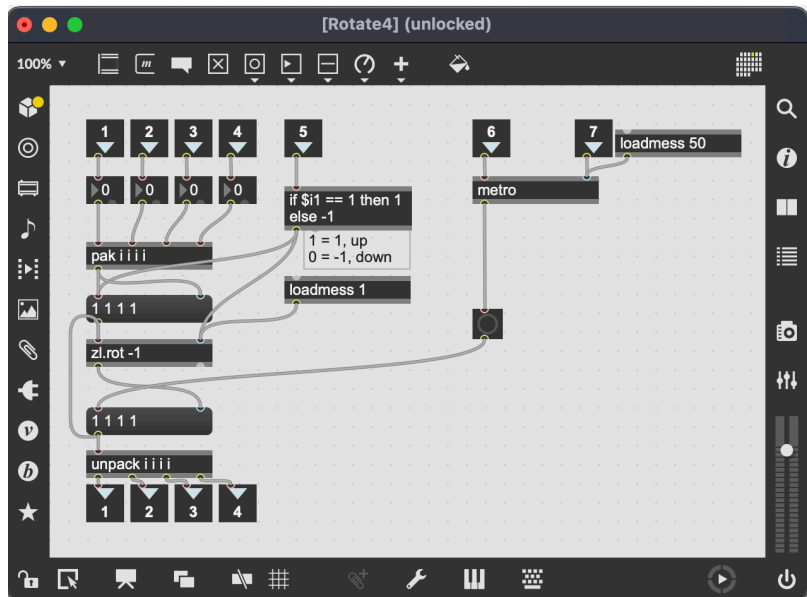 [Rotate4] (unlocked)
100% ▼
m
1 2 3 4 5 6 7
loadmess 50
0 0 0 0
if $i1 == 1 then 1
else -1
metro
1 = 1, up
0 = -1, down
pak i i i i
loadmess 1
1 1 1 1
zl.rot -1
1 1 1 1
unpack i i i i
1 2 3 4
i
v
b